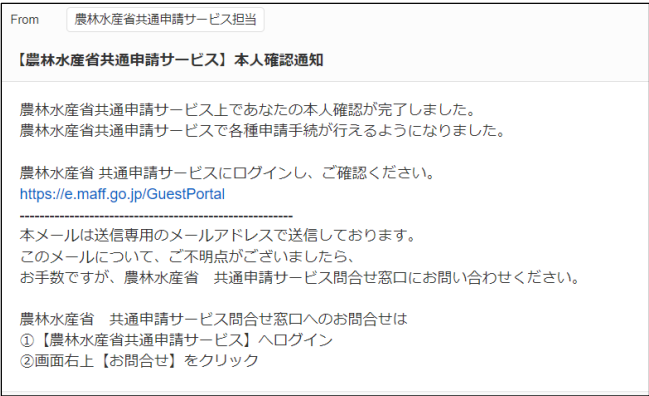 From 農林水産省共通申請サービス担当
【農林水産省共通申請サービス】本人確認通知
農林水産省共通申請サービス上であなたの本人確認が完了しました。
農林水産省共通申請サービスで各種申請手続が行えるようになりました。
農林水産省 共通申請サービスにログインし、ご確認ください。
https://e.maff.go.jp/GuestPortal
-------------------------------------------------------
本メールは送信専用のメールアドレスで送信しております。
このメールについて、ご不明点がございましたら、
お手数ですが、農林水産省　共通申請サービス問合せ窓口にお問い合わせください。
農林水産省　共通申請サービス問合せ窓口へのお問合せは
①【農林水産省共通申請サービス】へログイン
②画面右上【お問合せ】をクリック